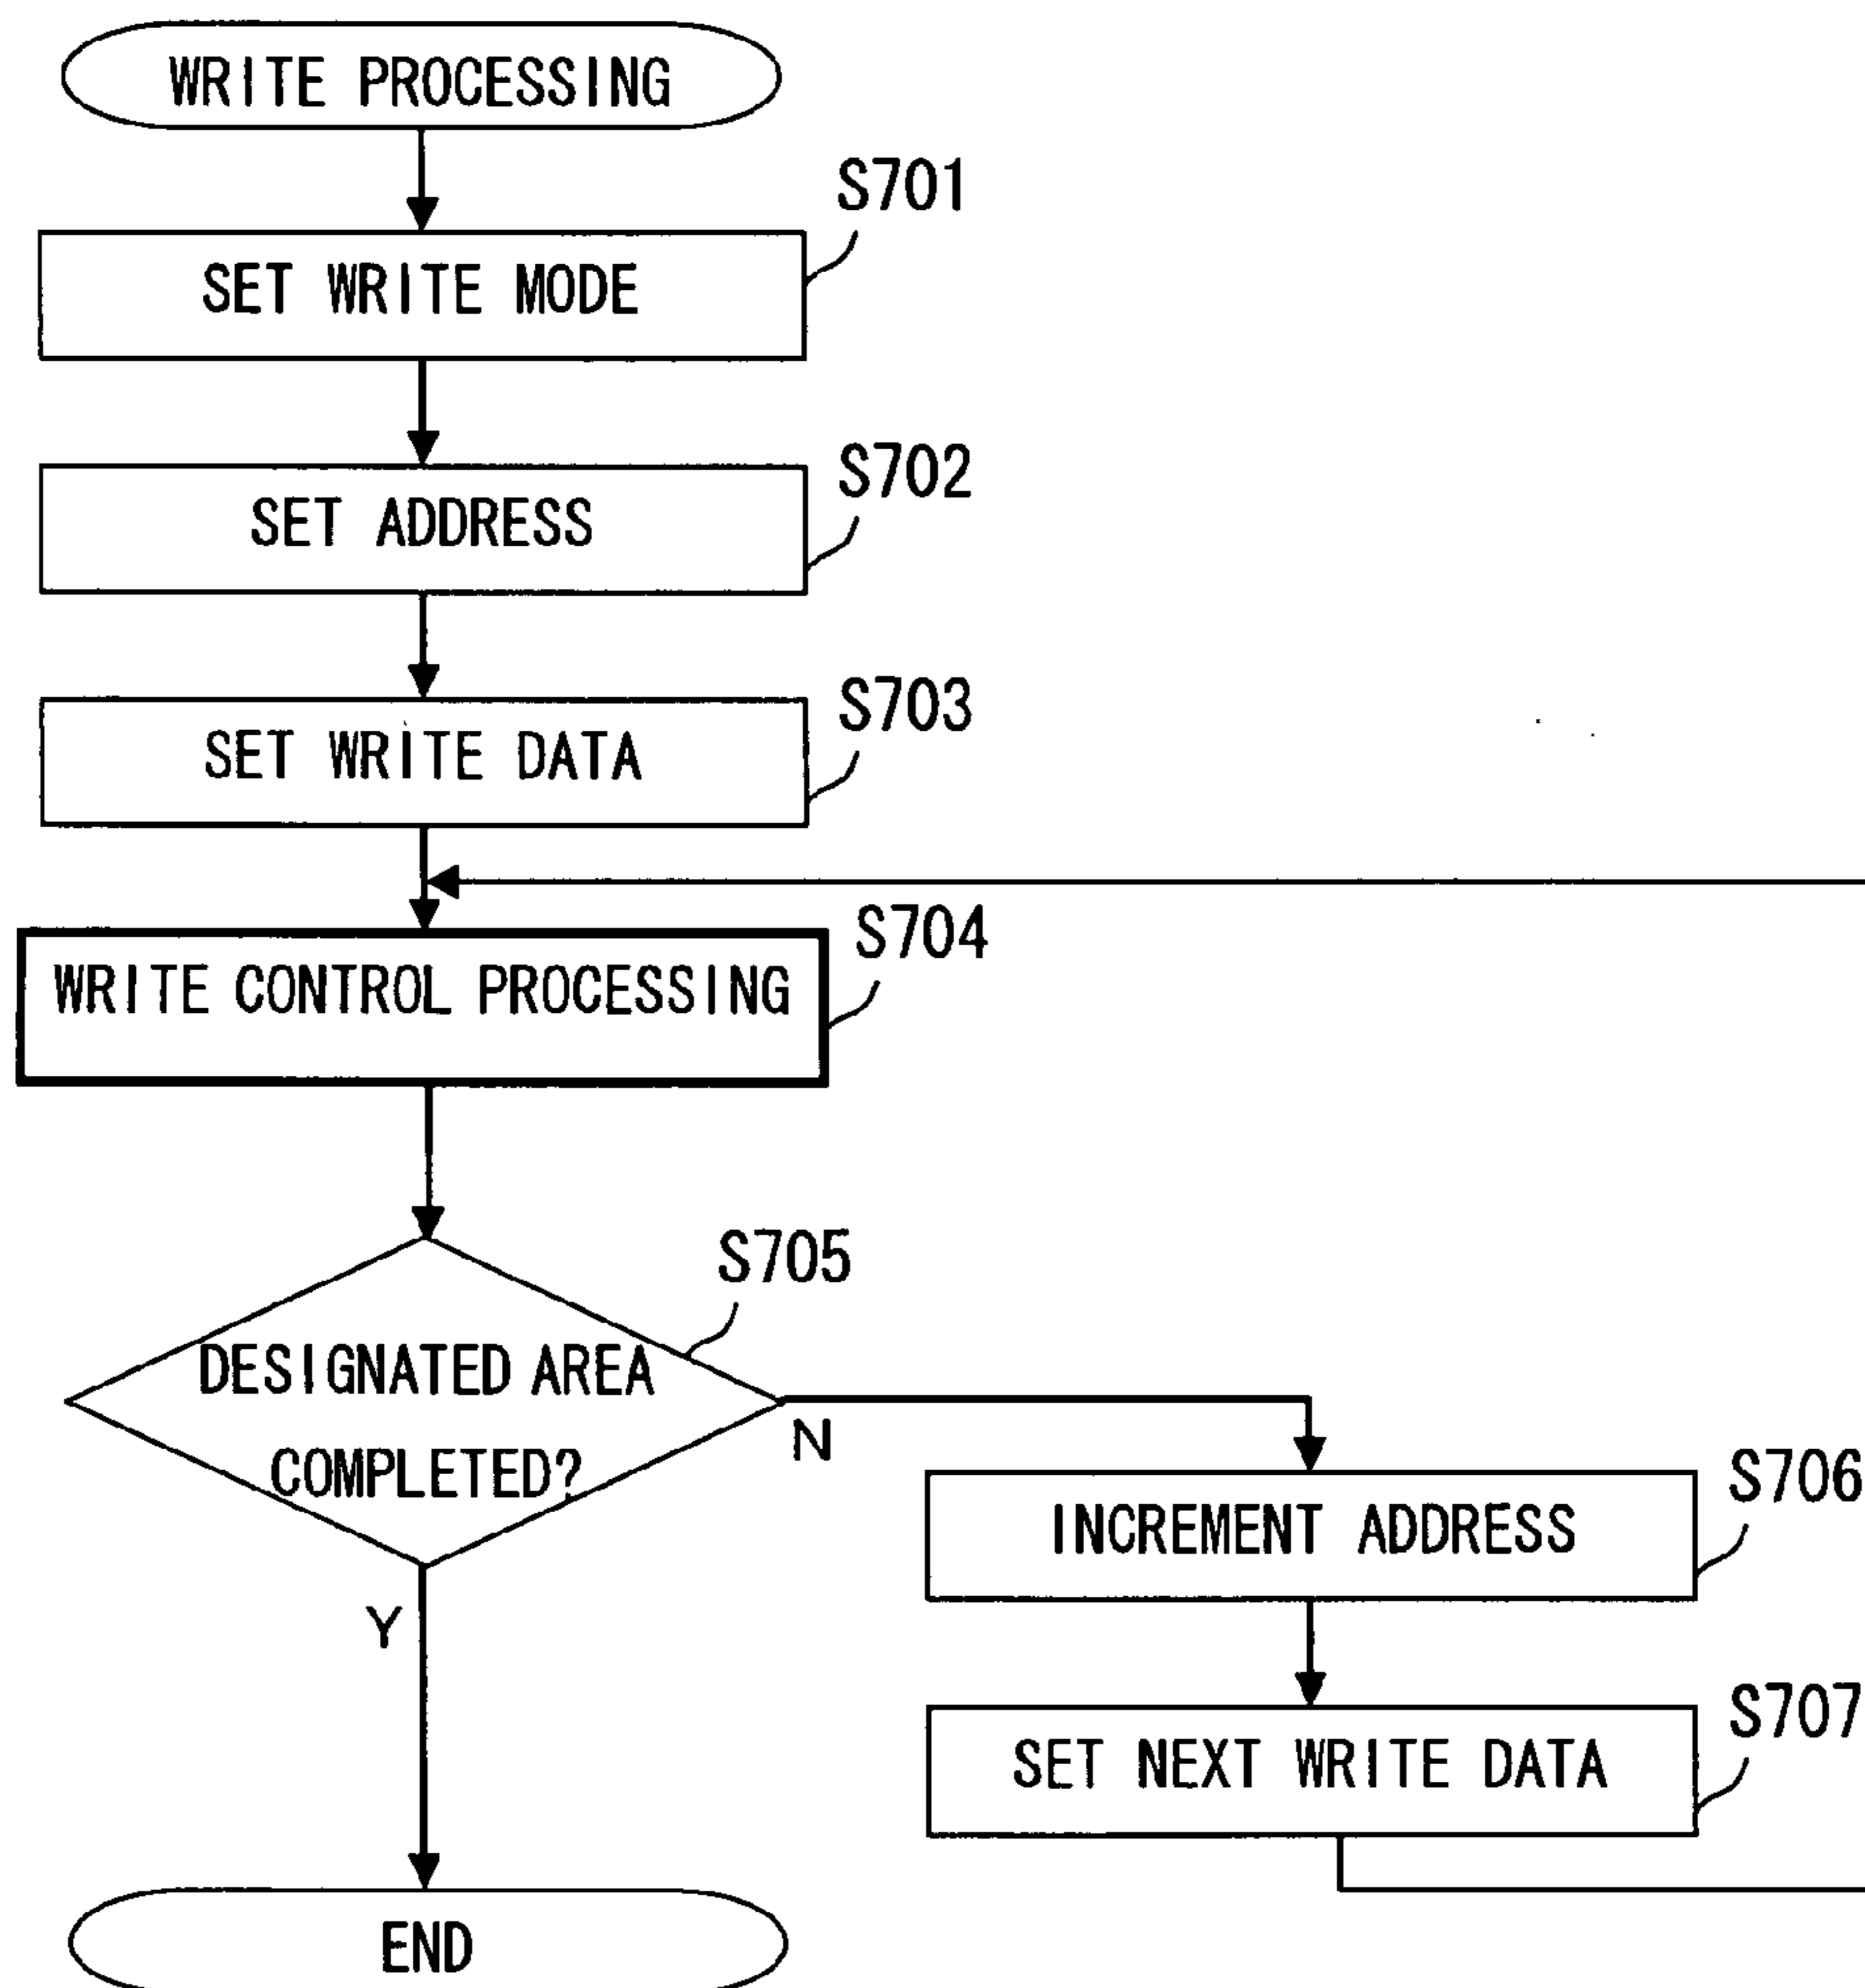 WRITE PROCESSING
S701
SET WRITE MODE
S702
SET ADDRESS
S703
SET WRITE DATA
S704
WRITE CONTROL PROCESSING
S705
DESIGNATED AREA
COMPLETED?
N
Y
S706
INCREMENT ADDRESS
S707
SET NEXT WRITE DATA
END